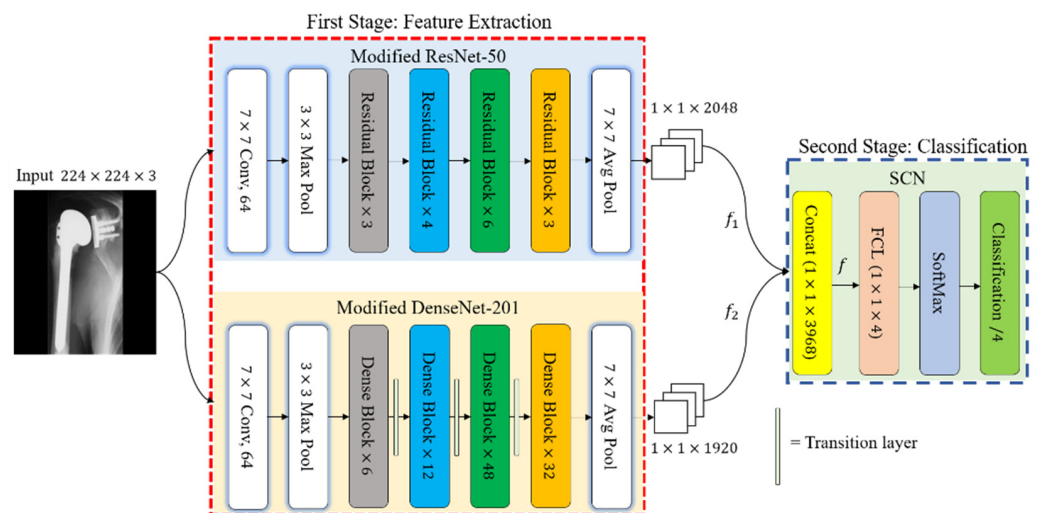 First Stage: Feature Extraction
Modified ResNet-50
7 × 7 Conv, 64
3 × 3 Max Pool
Residual Block × 3
Residual Block × 4
Residual Block × 6
Residual Block × 3
7 × 7 Avg Pool
1 × 1 × 2048
Input 224 × 224 × 3
f₁
f₂
Modified DenseNet-201
7 × 7 Conv, 64
3 × 3 Max Pool
Dense Block × 6
Dense Block × 12
Dense Block × 48
Dense Block × 32
7 × 7 Avg Pool
1 × 1 × 1920
Second Stage: Classification
SCN
Concat (1 × 1 × 3968)
f
FCL (1 × 1 × 4)
SoftMax
Classification /4
= Transition layer